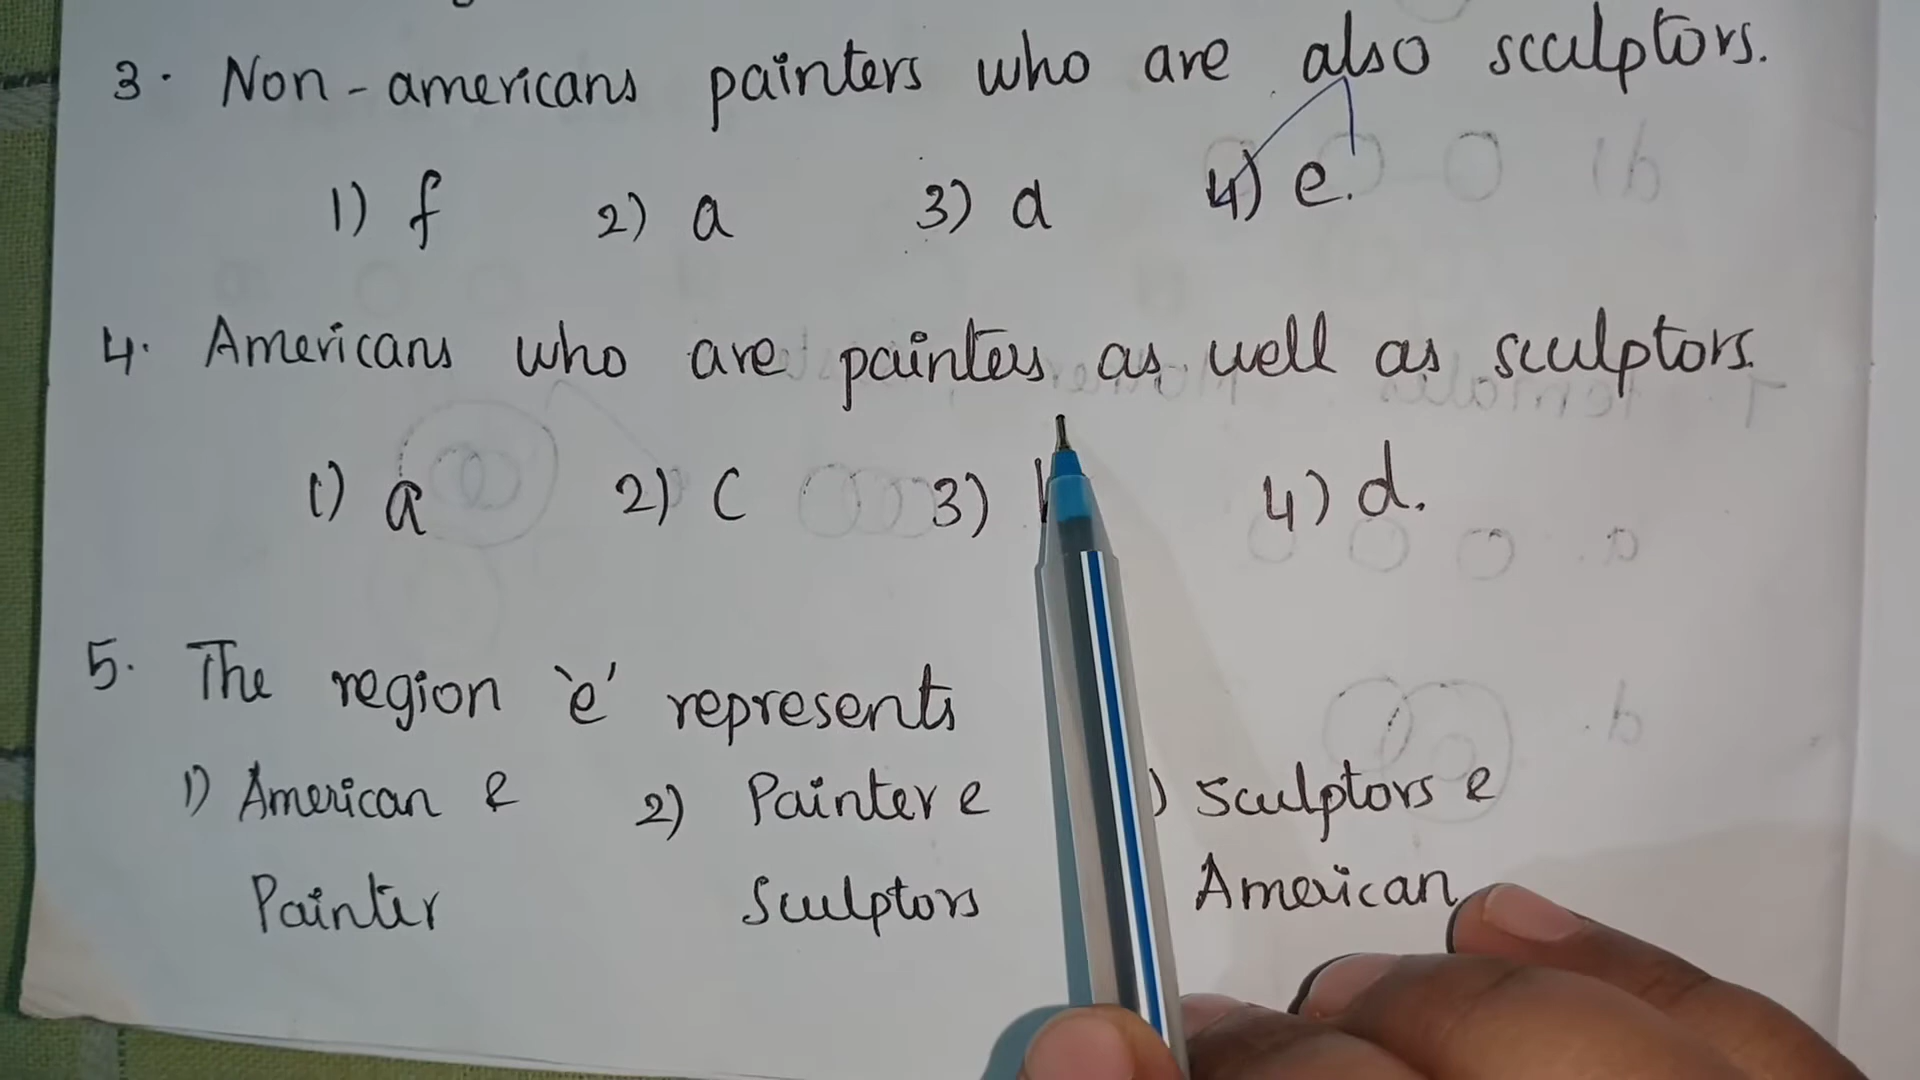 3. Non-americans painters who are also sculptors.
1) f 2) a 3) d 4) e.
4. Americans who are painters as well as sculptors.
1) a 2) c 3) 4) d.
5. The region 'e' represents
1) American & 2) Painter & ) Sculptors &
Painter Sculptors American